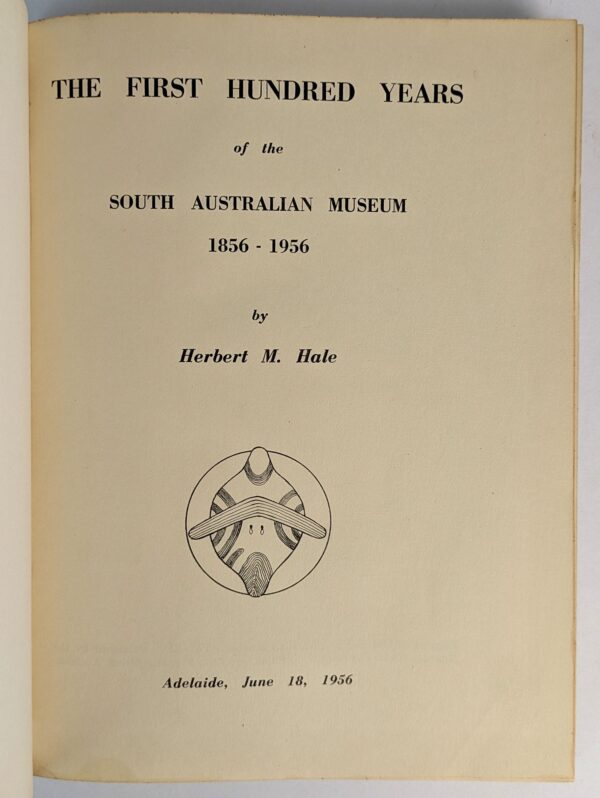 THE FIRST HUNDRED YEARS
of the
SOUTH AUSTRALIAN MUSEUM
1856 - 1956
by
Herbert M. Hale
Adelaide, June 18, 1956